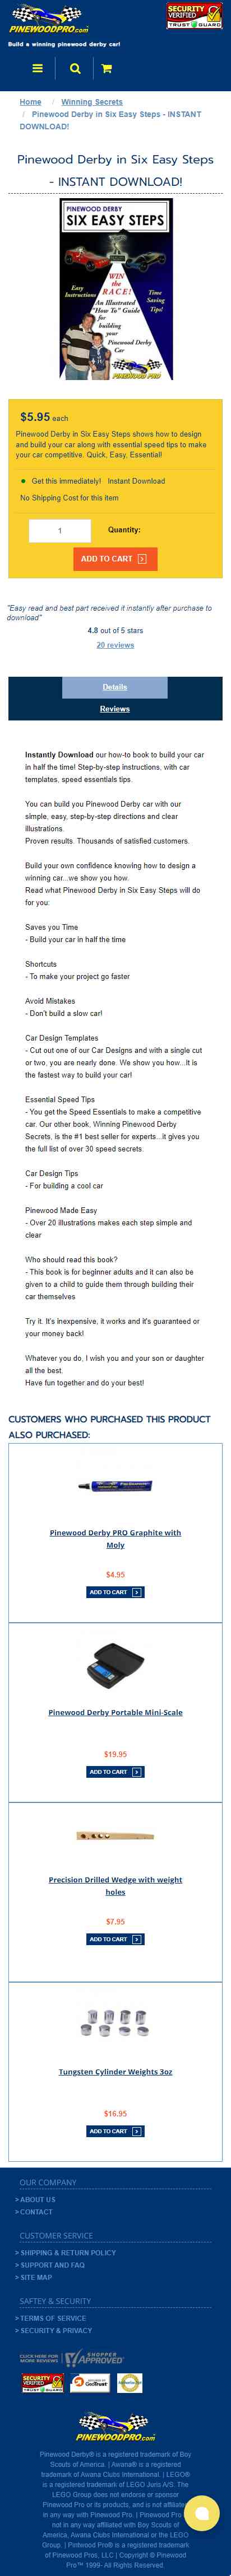 PINEWOODPRO.com
SECURITY
VERIFIED
TRUST GUARD
Build a winning pinewood derby car!
Home / Winning Secrets
/ Pinewood Derby in Six Easy Steps - INSTANT
DOWNLOAD!
Pinewood Derby in Six Easy Steps
- INSTANT DOWNLOAD!
PINEWOOD DERBY
SIX EASY STEPS
WIN
the
RACE!
Easy
Instructions!
Time
Saving
Tips!
An Illustrated
"How To" Guide
for
building
your
Pinewood Derby
PINEWOOD PRO
$5.95 each
Pinewood Derby in Six Easy Steps shows how to design
and build your car along with essential speed tips to make
your car competitive. Quick, Easy, Essential!
Get this immediately! Instant Download
No Shipping Cost for this item
1
Quantity:
ADD TO CART
"Easy read and best part received it instantly after purchase to
download"
4.8 out of 5 stars
20 reviews
Details
Reviews
Instantly Download our how-to book to build your car
in half the time! Step-by-step instructions, with car
templates, speed essentials tips.
You can build you Pinewood Derby car with our
simple, easy, step-by-step directions and clear
illustrations.
Proven results. Thousands of satisfied customers.
Build your own confidence knowing how to design a
winning car...we show you how.
Read what Pinewood Derby in Six Easy Steps will do
for you:
Saves you Time
- Build your car in half the time
Shortcuts
- To make your project go faster
Avoid Mistakes
- Don't build a slow car!
Car Design Templates
- Cut out one of our Car Designs and with a single cut
or two, you are nearly done. We show you how...It is
the fastest way to build your car!
Essential Speed Tips
- You get the Speed Essentials to make a competitive
car. Our other book, Winning Pinewood Derby
Secrets, is the #1 best seller for experts...it gives you
the full list of over 30 speed secrets.
Car Design Tips
- For building a cool car
Pinewood Made Easy
- Over 20 illustrations makes each step simple and
clear
Who should read this book?
- This book is for beginner adults and it can also be
given to a child to guide them through building their
car themselves
Try it. It's inexpensive, it works and it's guaranteed or
your money back!
Whatever you do, I wish you and your son or daughter
all the best.
Have fun together and do your best!
CUSTOMERS WHO PURCHASED THIS PRODUCT
ALSO PURCHASED:
Pinewood Derby PRO Graphite with
Moly
$4.95
ADD TO CART
Pinewood Derby Portable Mini-Scale
$19.95
ADD TO CART
Precision Drilled Wedge with weight
holes
$7.95
ADD TO CART
Tungsten Cylinder Weights 3oz
$16.95
ADD TO CART
OUR COMPANY
> ABOUT US
> CONTACT
CUSTOMER SERVICE
> SHIPPING & RETURN POLICY
> SUPPORT AND FAQ
> SITE MAP
SAFTEY & SECURITY
> TERMS OF SERVICE
> SECURITY & PRIVACY
CLICK HERE FOR
MORE REVIEWS
SHOPPER
APPROVED
SECURITY
VERIFIED
TRUST GUARD
GeoTrust
PINEWOODPRO.com
Pinewood Derby® is a registered trademark of Boy
Scouts of America. | Awana® is a registered
trademark of Awana Clubs International. | LEGO®
is a registered trademark of LEGO Juris A/S. The
LEGO Group does not endorse or sponsor
Pinewood Pro or its products, and is not affiliated
in any way with Pinewood Pro. | Pinewood Pro is
not in any way affiliated with Boy Scouts of
America, Awana Clubs International or the LEGO
Group. | Pinewood Pro® is a registered trademark
of Pinewood Pros, LLC | Copyright © Pinewood
Pro™ 1999- All Rights Reserved.